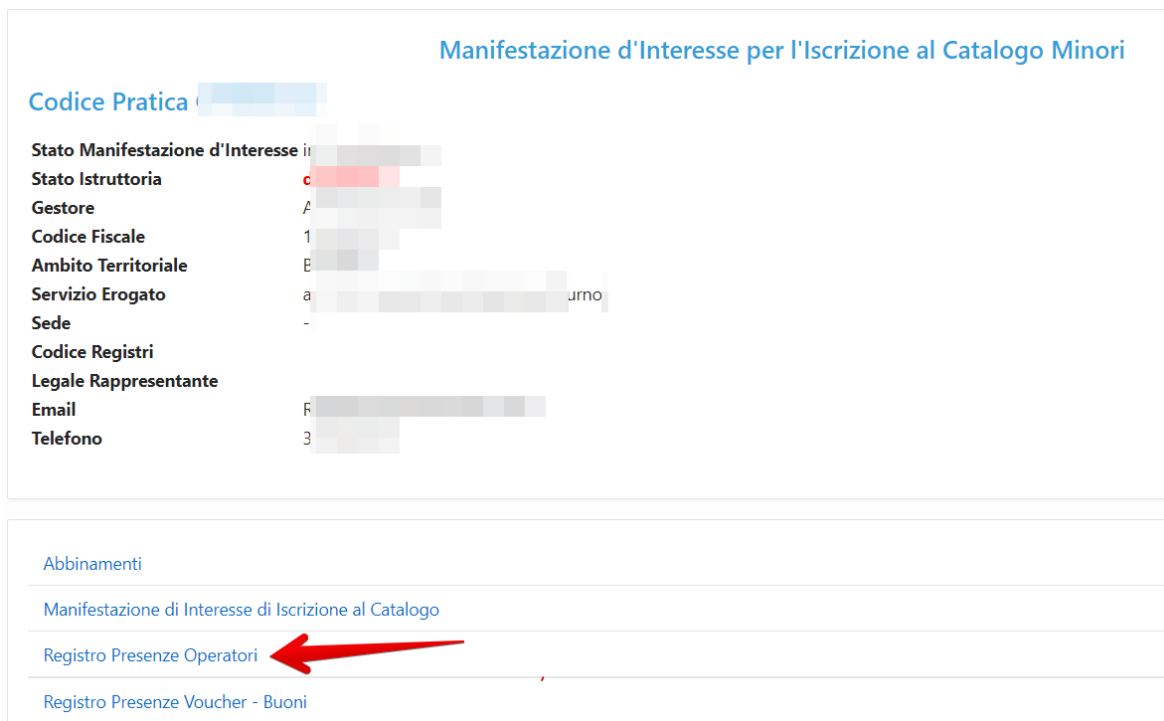 Manifestazione d'Interesse per l'Iscrizione al Catalogo Minori
Codice Pratica
Stato Manifestazione d'Interesse
Stato Istruttoria
Gestore
Codice Fiscale
Ambito Territoriale
Servizio Erogato
Sede -
Codice Registri
Legale Rappresentante
Email
Telefono
Abbinamenti
Manifestazione di Interesse di Iscrizione al Catalogo
Registro Presenze Operatori
Registro Presenze Voucher - Buoni